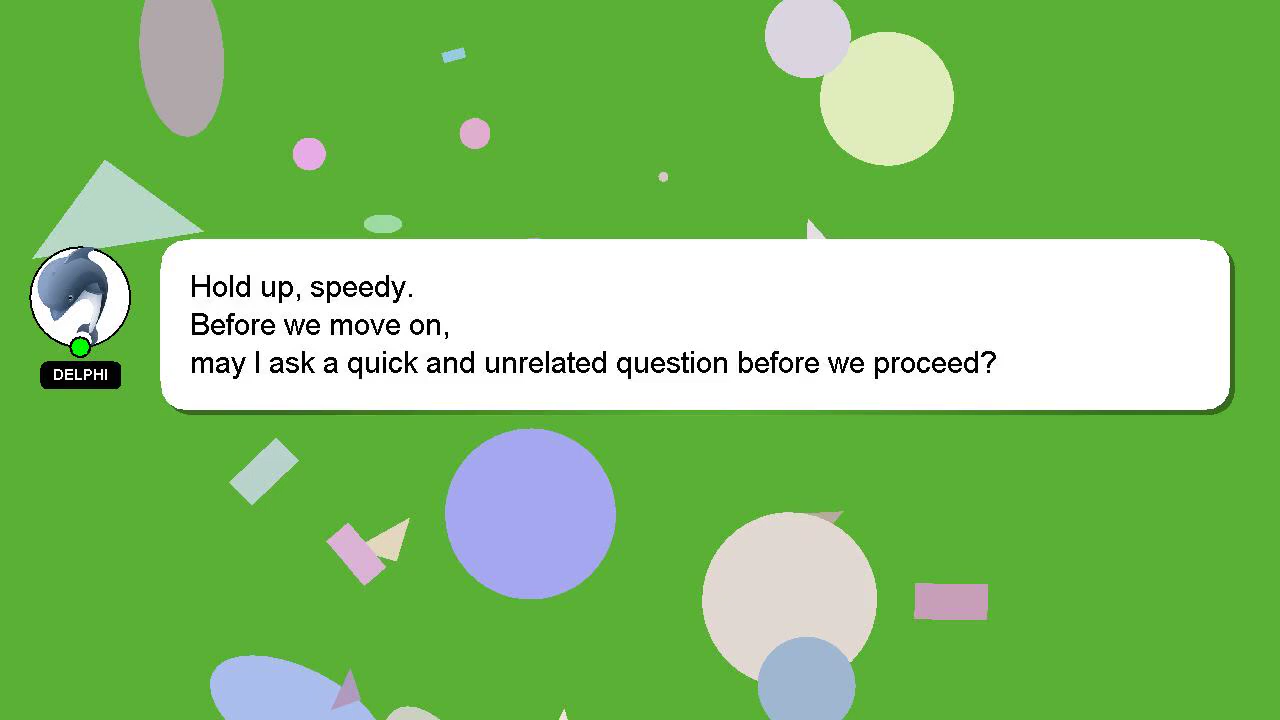 Hold up, speedy.
Before we move on,
may I ask a quick and unrelated question before we proceed?
DELPHI